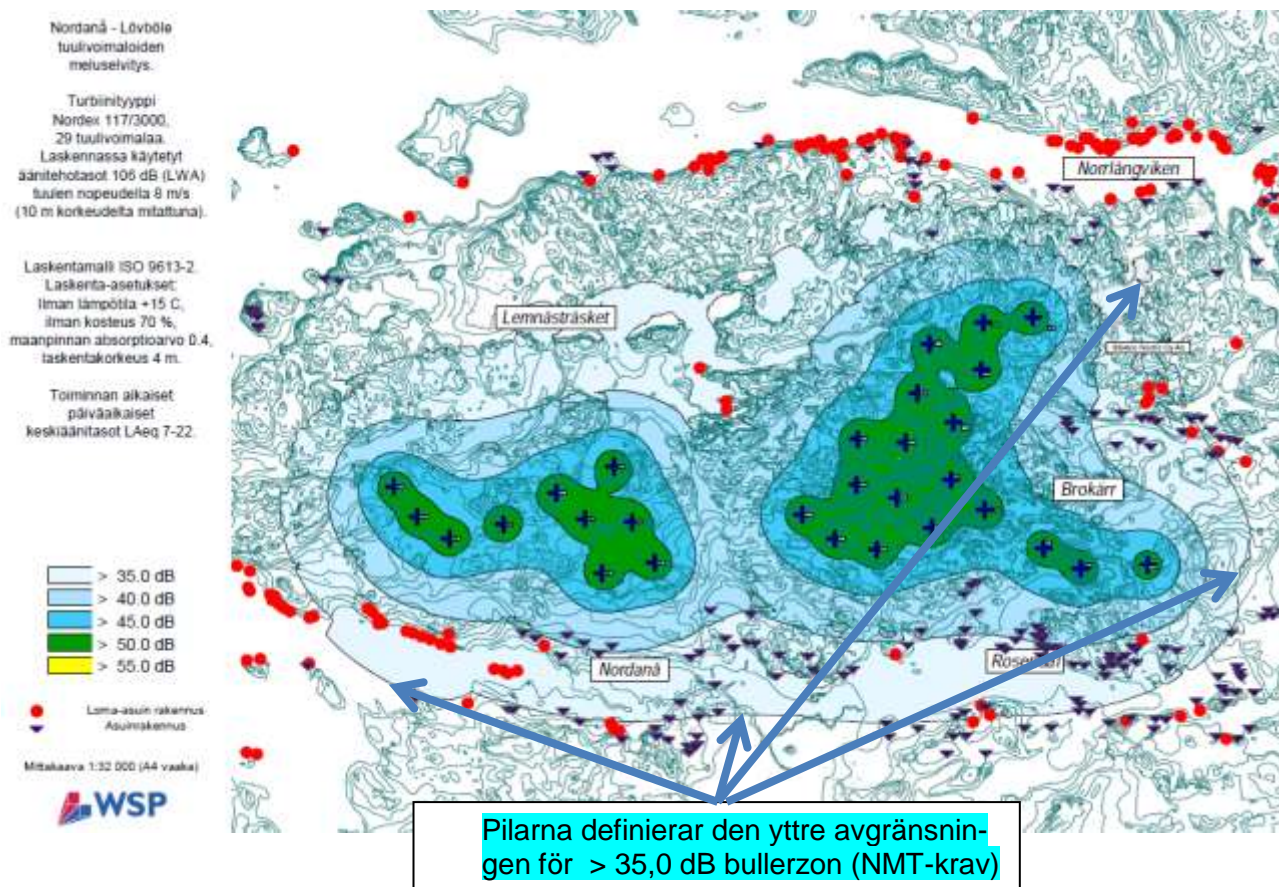 Nordanå - Lövböle
tuulivoimaloiden
meluselvitys.
Turbiinityyppi
Nordex 117/3000,
29 tuulivoimalaa.
Laskennassa käytetyt
äänitehotasot 106 dB (LWA)
tuulen nopeudella 8 m/s
(10 m korkeudelta mitattuna).
Laskentamalli ISO 9613-2.
Laskenta-asetukset:
Ilman lämpötila +15 C,
ilman kosteus 70 %,
maanpinnan absorptioarvo 0.4,
laskentakorkeus 4 m.
Toiminnan aikaiset
päiväaikaiset
keskiäänitasot LAeq 7-22.
> 35.0 dB
> 40.0 dB
> 45.0 dB
> 50.0 dB
> 55.0 dB
Loma-asuin rakennus
Asuinrakennus
Mittakaava 1:32 000 (A4 vaaka)
WSP
Norrlångviken
Lemnästräsket
Brokärr
Nordanå
Pilarna definierar den yttre avgränsnin-
gen för > 35,0 dB bullerzon (NMT-krav)